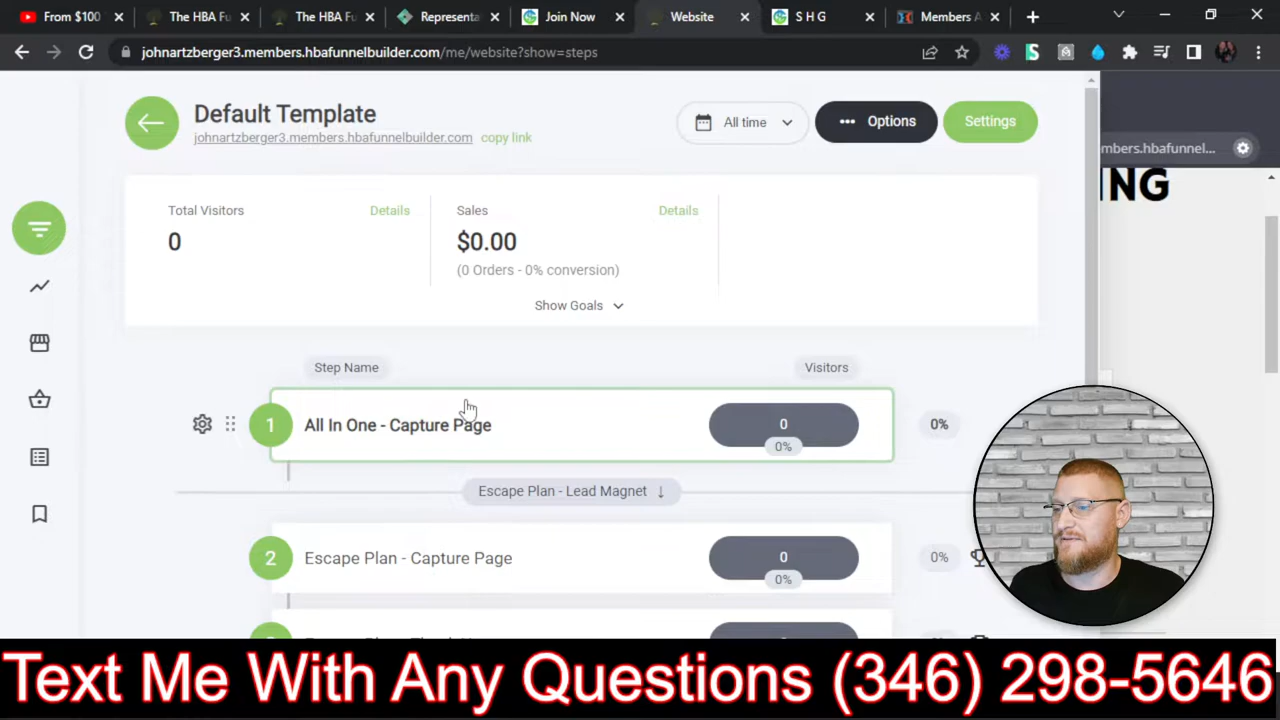 From $100
The HBA Fu
The HBA Fu
Representa
Join Now
Website
S H G
Members A
johnartzberger3.members.hbafunnelbuilder.com/me/website?show=steps
Default Template
johnartzberger3.members.hbafunnelbuilder.com copy link
All time
Options
Settings
mbers.hbafunnel...
ING
Total Visitors
Details
0
Sales
Details
$0.00
(0 Orders - 0% conversion)
Show Goals
Step Name
Visitors
1
All In One - Capture Page
0
0%
0%
Escape Plan - Lead Magnet ↓
2
Escape Plan - Capture Page
0
0%
0%
Text Me With Any Questions (346) 298-5646